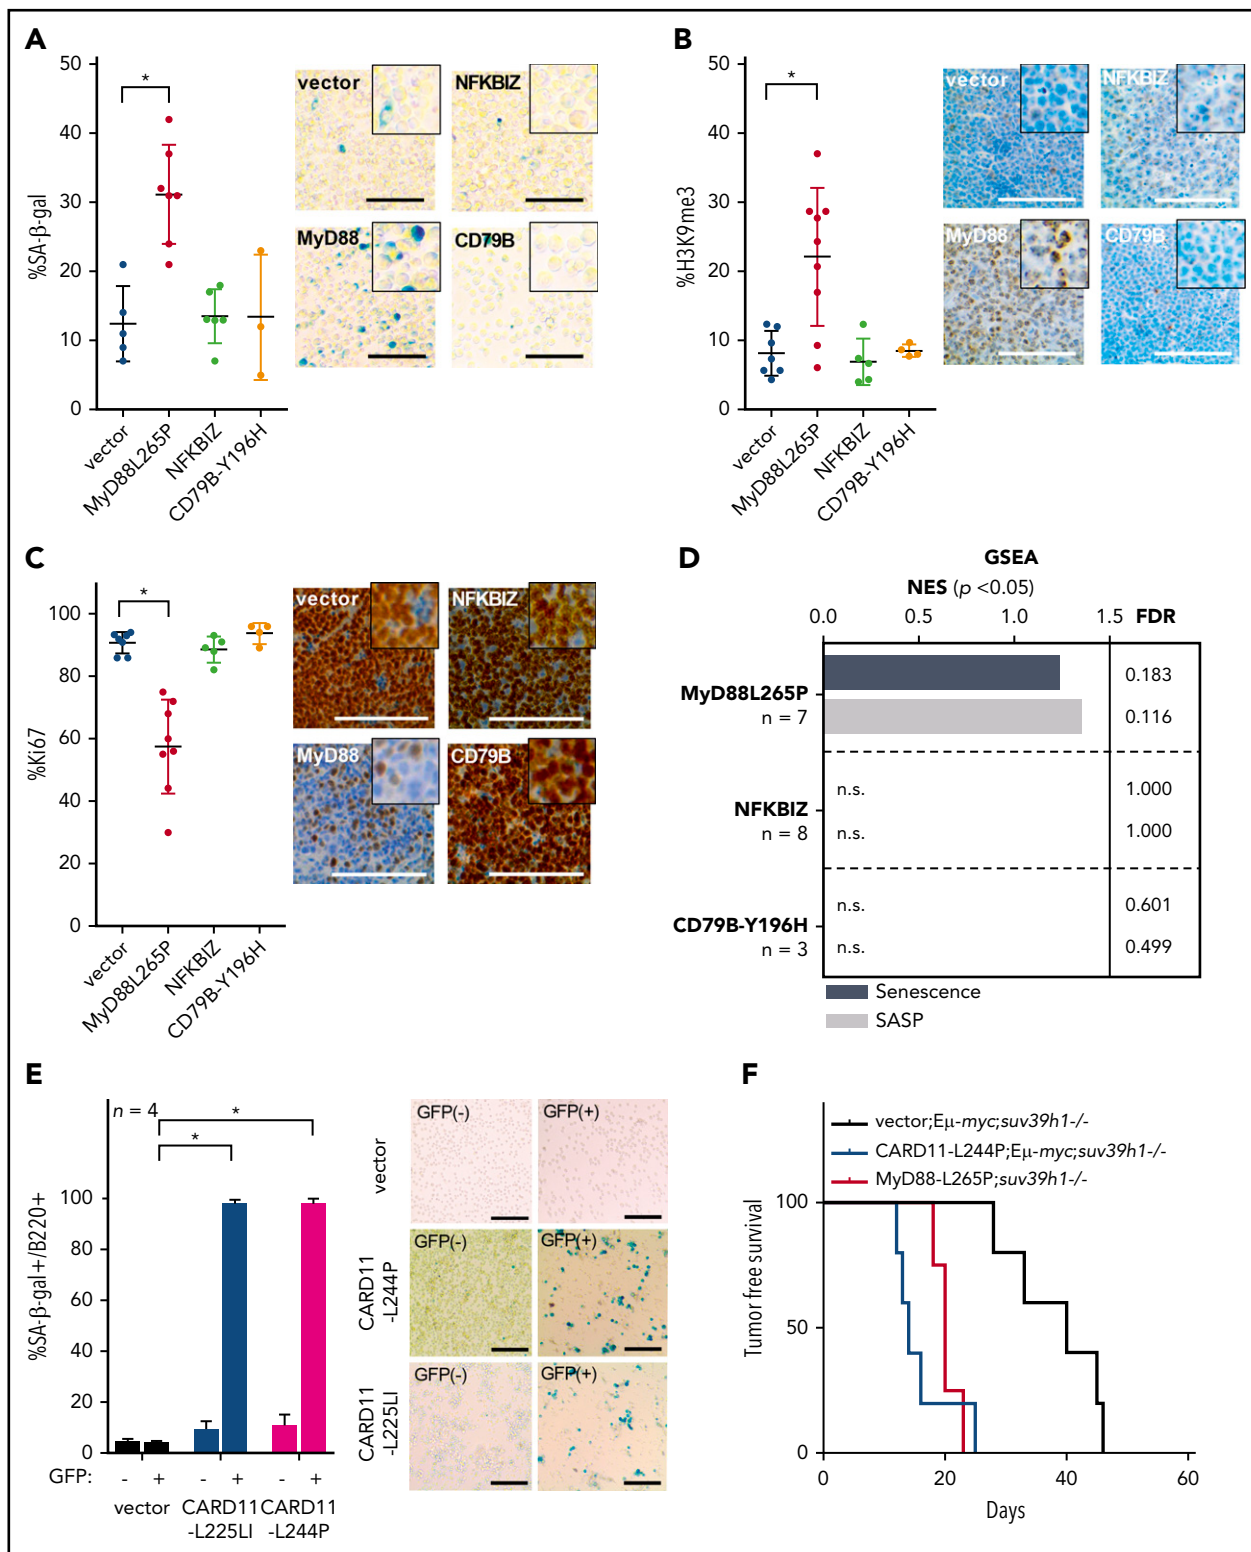 A
50
40
30
20
10
0
%SA-β-gal
*
vector
MyD88L265P
NFKBIZ
CD79B-Y196H
vector
NFKBIZ
MyD88
CD79B
B
50
40
30
20
10
0
%H3K9me3
*
vector
MyD88L265P
NFKBIZ
CD79B-Y196H
vector
NFKBIZ
MyD88
CD79B
C
100
80
60
40
20
0
%Ki67
*
vector
MyD88L265P
NFKBIZ
CD79B-Y196H
vector
NFKBIZ
MyD88
CD79B
D
GSEA
NES (p <0.05)
0.0 0.5 1.0 1.5 FDR
MyD88L265P
n = 7
0.183
0.116
NFKBIZ
n = 8
n.s. 1.000
n.s. 1.000
CD79B-Y196H
n = 3
n.s. 0.601
n.s. 0.499
Senescence
SASP
E
n = 4
*
*
100
80
60
40
20
0
%SA-β-gal+/B220+
GFP: - + - + - +
vector CARD11 CARD11
-L225LI -L244P
vector
GFP(-) GFP(+)
CARD11
-L244P
GFP(-) GFP(+)
CARD11
-L225LI
GFP(-) GFP(+)
F
vector;Eμ-myc;suv39h1-/-
CARD11-L244P;Eμ-myc;suv39h1-/-
MyD88-L265P;suv39h1-/-
100
50
0
Tumor free survival
0 20 40 60
Days